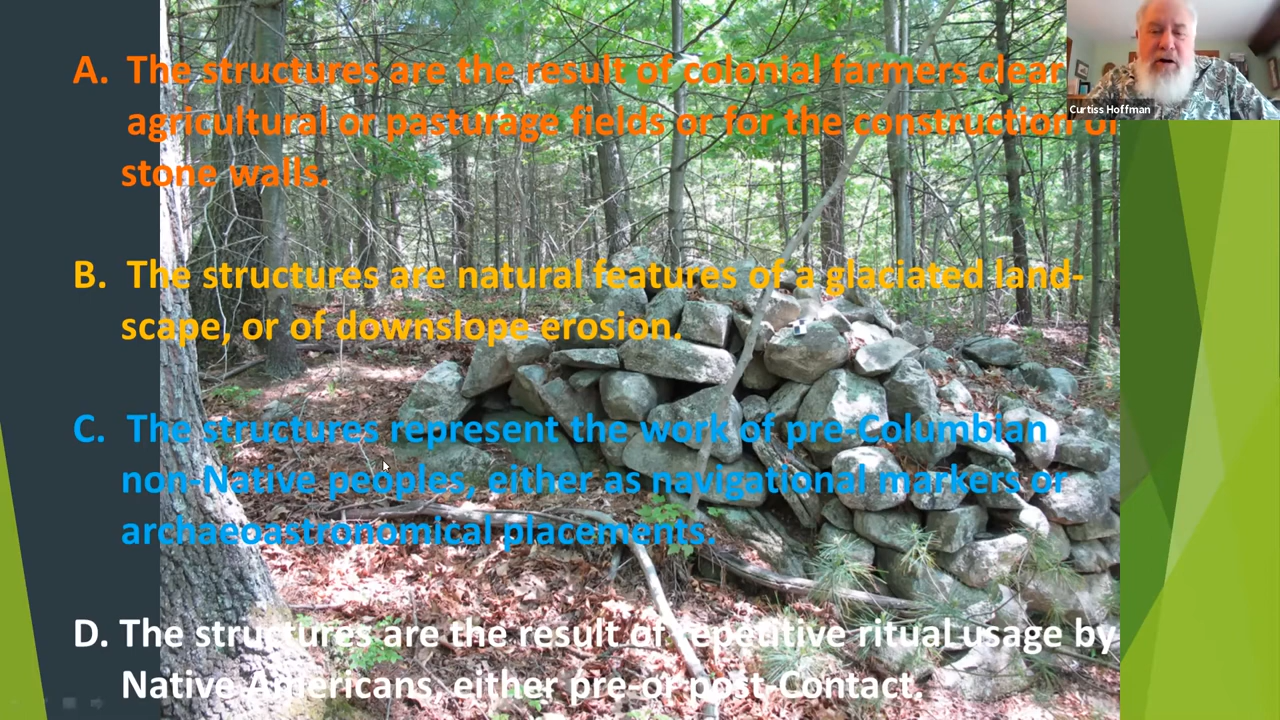 A. The structures are the result of colonial farmers clear
agricultural or pasturage fields or for the construction
stone walls.
B. The structures are natural features of a glaciated land-
scape, or of downslope erosion.
C. The structures represent the work of pre-Columbian
non-Native peoples, either as navigational markers or
archaeoastronomical placements.
D. The structures are the result of repetitive ritual usage by
Native Americans, either pre-or post-Contact.
Curtiss Hoffman